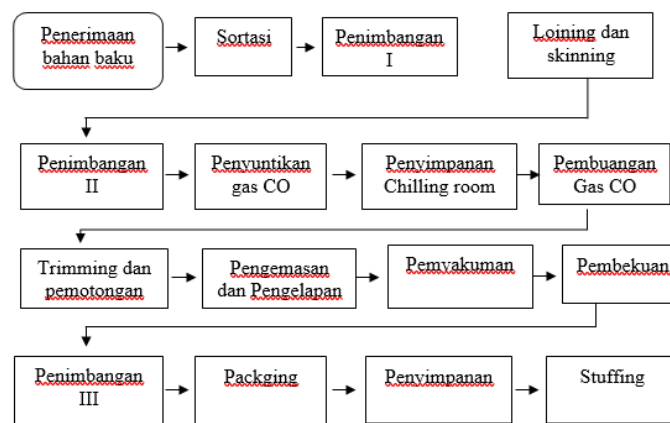 Penerimaan
bahan baku
Sortasi
Penimbangan
I
Loining dan
skinning
Penimbangan
II
Penyuntikan
gas CO
Penyimpanan
Chilling room
Pembuangan
Gas CO
Trimming dan
pemotongan
Pengemasan
dan Pengelapan
Pemvakuman
Pembekuan
Penimbangan
III
Packging
Penyimpanan
Stuffing